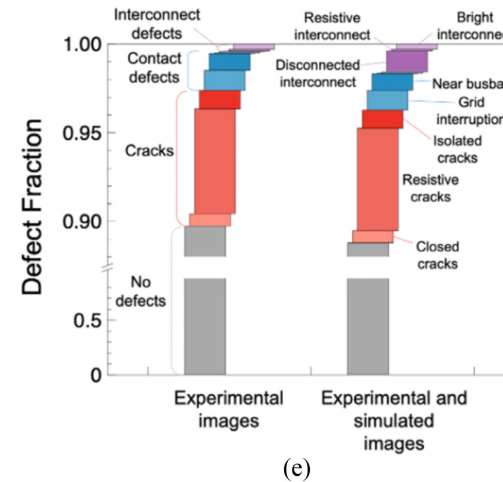 Interconnect
defects
Resistive
interconnect
Bright
interconne
1.00
Contact
defects
Disconnected
interconnect
Near busba
Grid
interruption
0.95
Isolated
cracks
Cracks
Resistive
cracks
0.90
Closed
cracks
Defect Fraction
No
defects
0.5
0
Experimental
images
Experimental and
simulated
images
(e)